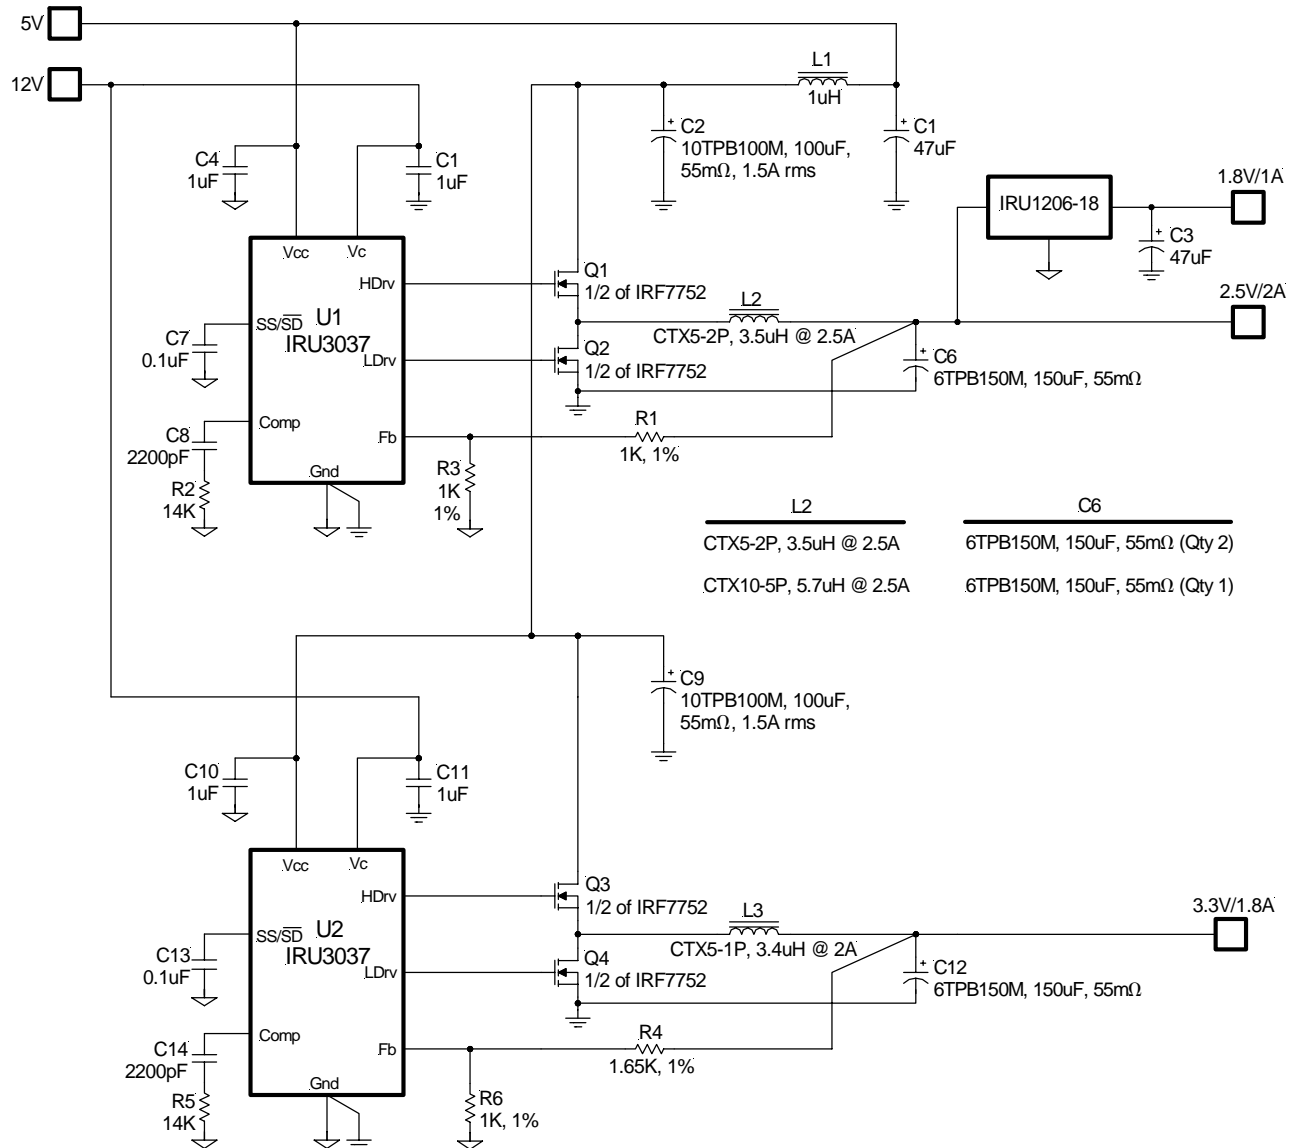 5V
12V
L1
1uH
C4
1uF
C1
1uF
C2
10TPB100M, 100uF,
55mΩ, 1.5A rms
C1
47uF
1.8V/1A
IRU1206-18
C3
47uF
Vcc
Vc
HDrv
Q1
1/2 of IRF7752
2.5V/2A
L2
CTX5-2P, 3.5uH @ 2.5A
C7
0.1uF
SS/SD
U1
IRU3037
LDrv
Q2
1/2 of IRF7752
C6
6TPB150M, 150uF, 55mΩ
Comp
Fb
Gnd
C8
2200pF
R2
14K
R1
1K, 1%
R3
1K
1%
L2
C6
CTX5-2P, 3.5uH @ 2.5A
6TPB150M, 150uF, 55mΩ (Qty 2)
CTX10-5P, 5.7uH @ 2.5A
6TPB150M, 150uF, 55mΩ (Qty 1)
C9
10TPB100M, 100uF,
55mΩ, 1.5A rms
C10
1uF
C11
1uF
Vcc
Vc
HDrv
Q3
1/2 of IRF7752
3.3V/1.8A
L3
CTX5-1P, 3.4uH @ 2A
C13
0.1uF
SS/SD
U2
IRU3037
LDrv
Q4
1/2 of IRF7752
C12
6TPB150M, 150uF, 55mΩ
Comp
Fb
Gnd
C14
2200pF
R5
14K
R4
1.65K, 1%
R6
1K, 1%